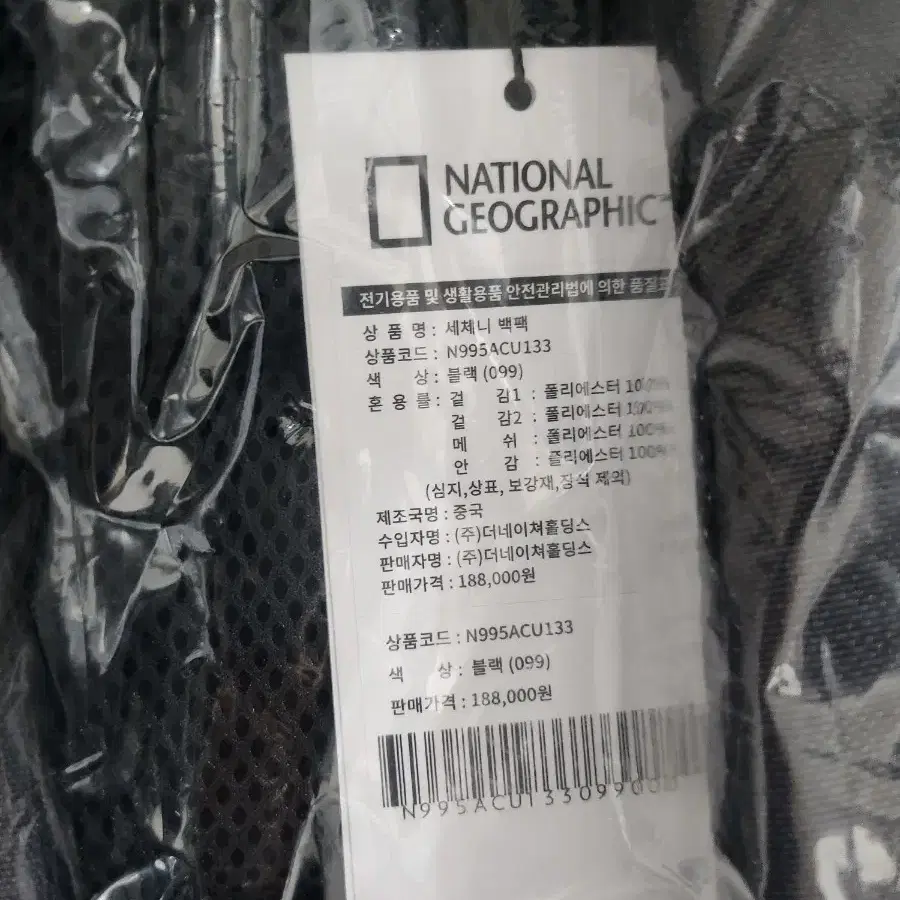 NATIONAL
GEOGRAPHIC
전기용품 및 생활용품 안전관리법에 의한
상 품 명 : 세체니 백팩
상품코드 : N995ACU133
색 상 : 블랙 (099)
혼 용 률 : 겉 감1 : 폴리에스터 100%
겉 감2 : 폴리에스터 100%
메 쉬 : 폴리에스터 100%
안 감 : 폴리에스터 100%
(심지,상표, 보강재,장식 제외)
제조국명 : 중국
수입자명 : (주)더네이쳐홀딩스
판매자명 : (주)더네이쳐홀딩스
판매가격 : 188,000원
상품코드 : N995ACU133
색 상 : 블랙 (099)
판매가격 : 188,000원